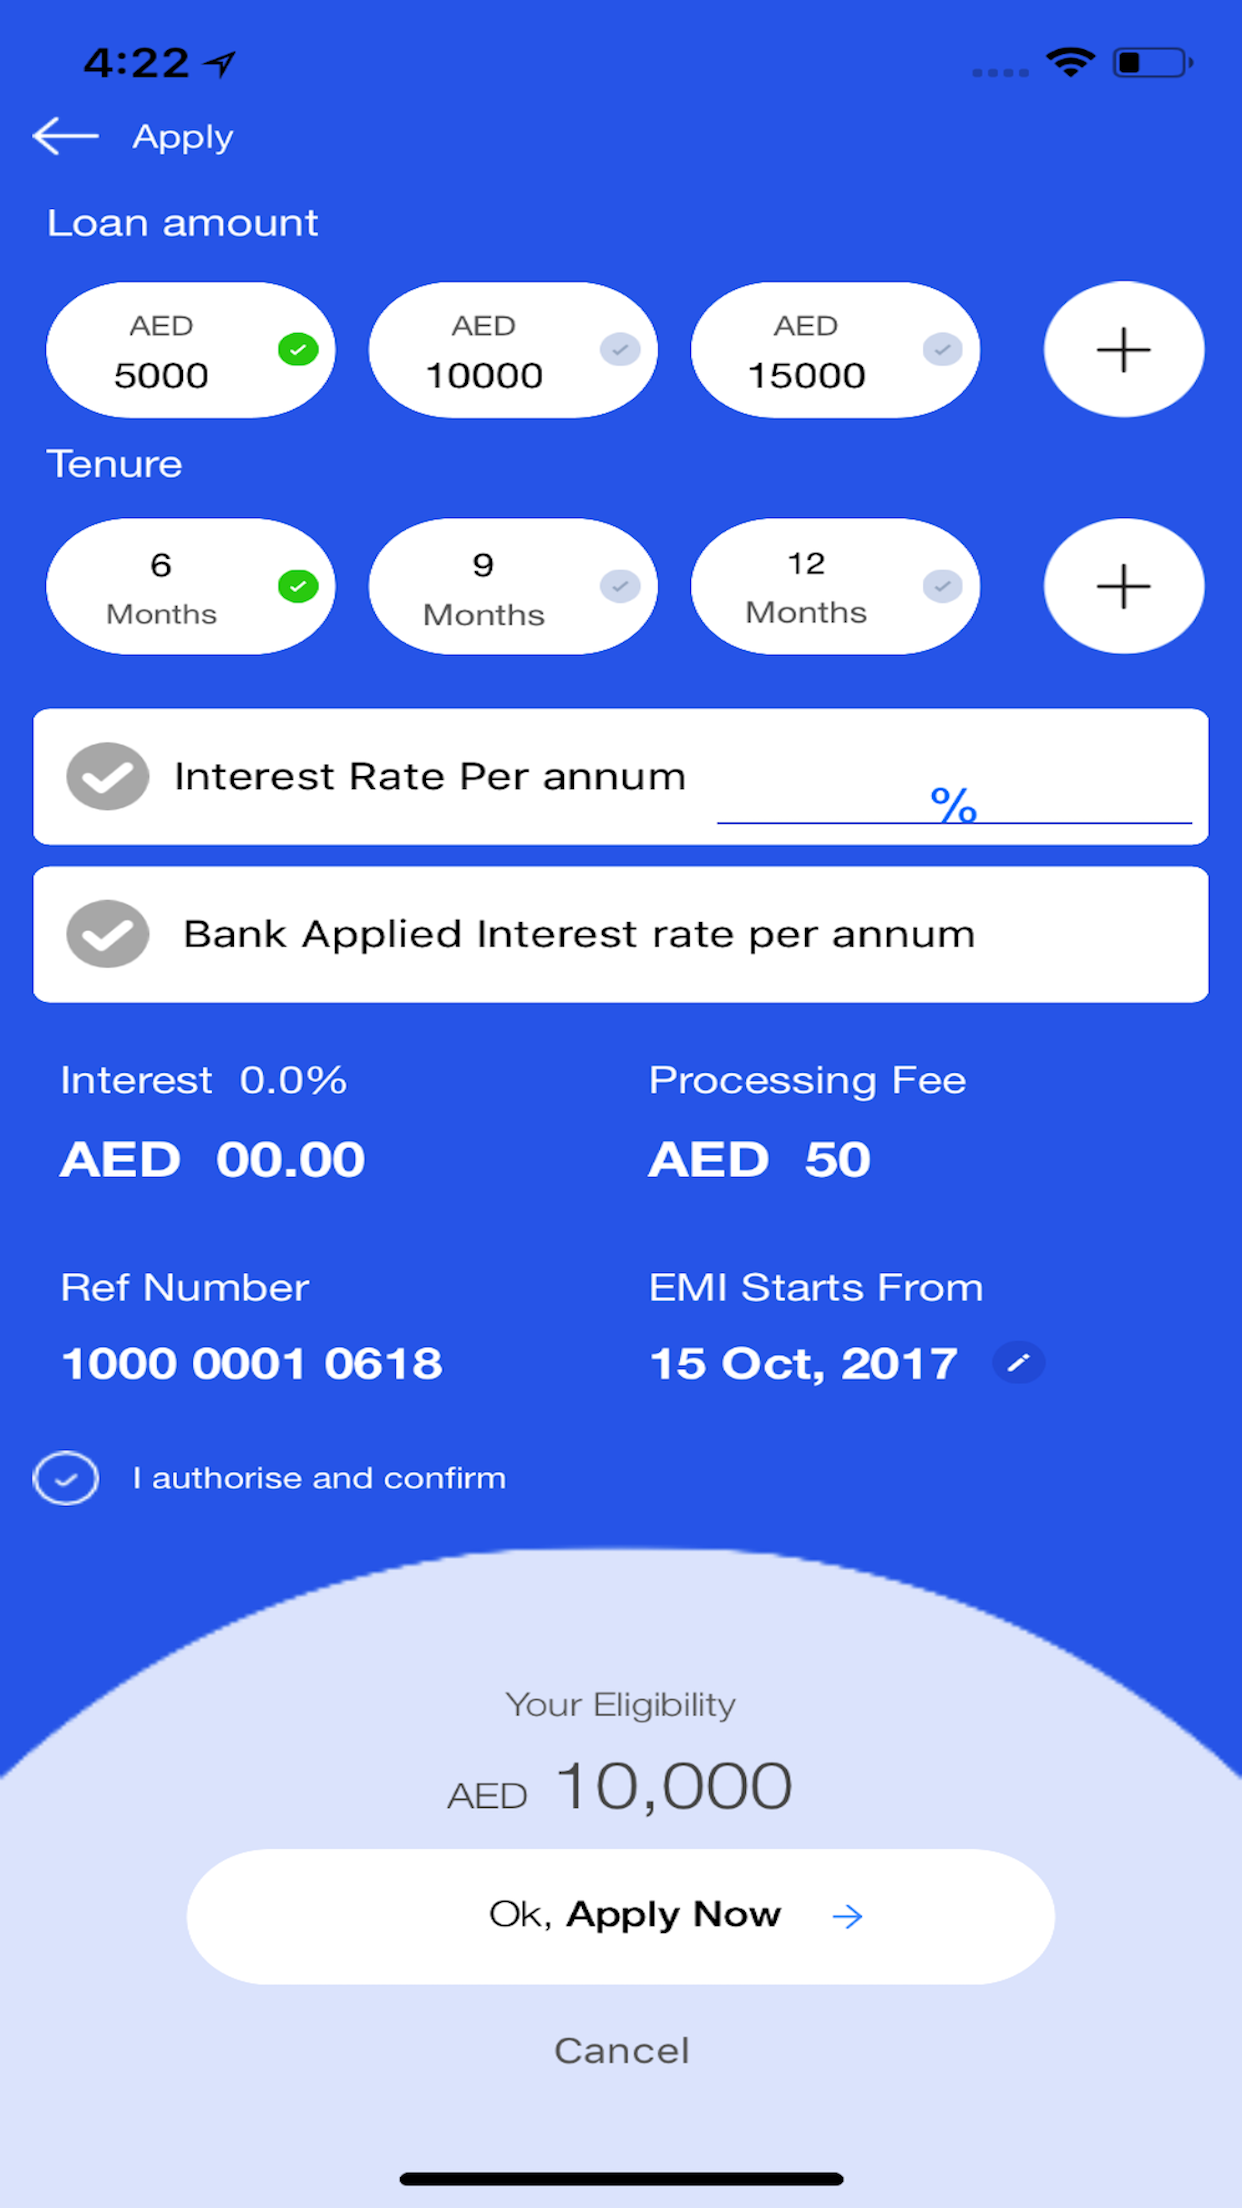 4:22
Apply
Loan amount
AED AED AED
5000 10000 15000
Tenure
6 9 12
Months Months Months
Interest Rate Per annum %
Bank Applied Interest rate per annum
Interest 0.0% Processing Fee
AED 00.00 AED 50
Ref Number EMI Starts From
1000 0001 0618 15 Oct, 2017
I authorise and confirm
Your Eligibility
AED 10,000
Ok, Apply Now
Cancel